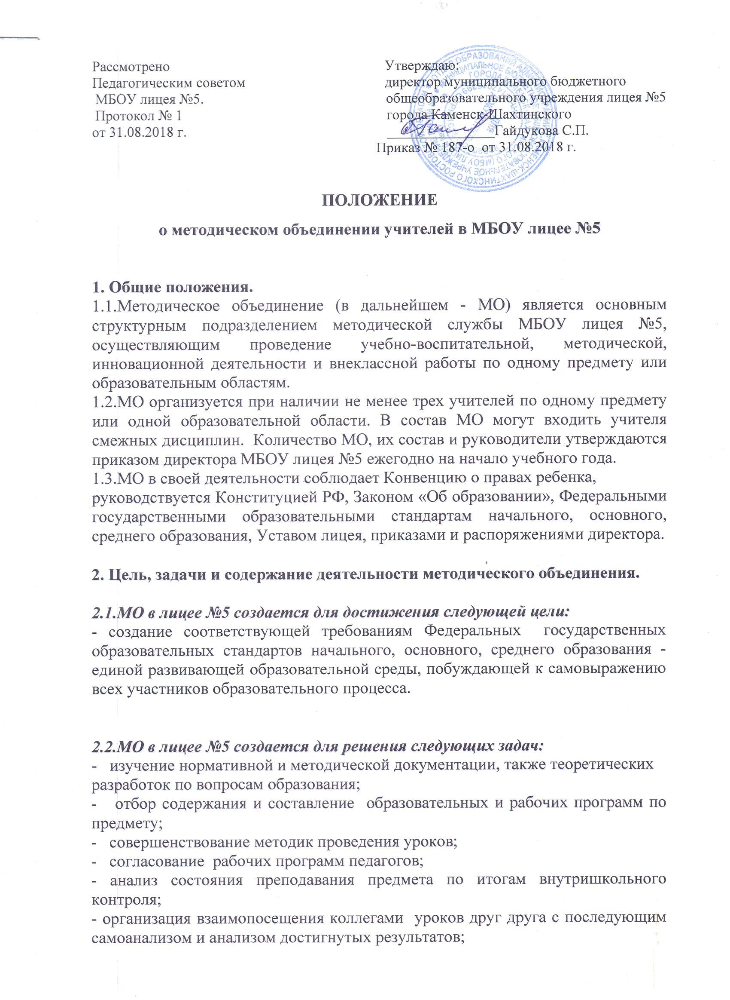 Рассмотрено
Педагогическим советом
МБОУ лицея №5.
Протокол № 1
от 31.08.2018 г.
Утверждаю:
директор муниципального бюджетного
общеобразовательного учреждения лицея №5
города Каменск-Шахтинского
_______________Гайдукова С.П.
Приказ № 187-о от 31.08.2018 г.
ПОЛОЖЕНИЕ
о методическом объединении учителей в МБОУ лицее №5
1. Общие положения.
1.1.Методическое объединение (в дальнейшем - МО) является основным
структурным подразделением методической службы МБОУ лицея №5,
осуществляющим проведение учебно-воспитательной, методической,
инновационной деятельности и внеклассной работы по одному предмету или
образовательным областям.
1.2.МО организуется при наличии не менее трех учителей по одному предмету
или одной образовательной области. В состав МО могут входить учителя
смежных дисциплин. Количество МО, их состав и руководители утверждаются
приказом директора МБОУ лицея №5 ежегодно на начало учебного года.
1.3.МО в своей деятельности соблюдает Конвенцию о правах ребенка,
руководствуется Конституцией РФ, Законом «Об образовании», Федеральными
государственными образовательными стандартам начального, основного,
среднего образования, Уставом лицея, приказами и распоряжениями директора.
2. Цель, задачи и содержание деятельности методического объединения.
2.1.МО в лицее №5 создается для достижения следующей цели:
- создание соответствующей требованиям Федеральных государственных
образовательных стандартов начального, основного, среднего образования -
единой развивающей образовательной среды, побуждающей к самовыражению
всех участников образовательного процесса.
2.2.МО в лицее №5 создается для решения следующих задач:
- изучение нормативной и методической документации, также теоретических
разработок по вопросам образования;
- отбор содержания и составление образовательных и рабочих программ по
предмету;
- совершенствование методик проведения уроков;
- согласование рабочих программ педагогов;
- анализ состояния преподавания предмета по итогам внутришкольного
контроля;
- организация взаимопосещения коллегами уроков друг друга с последующим
самоанализом и анализом достигнутых результатов;